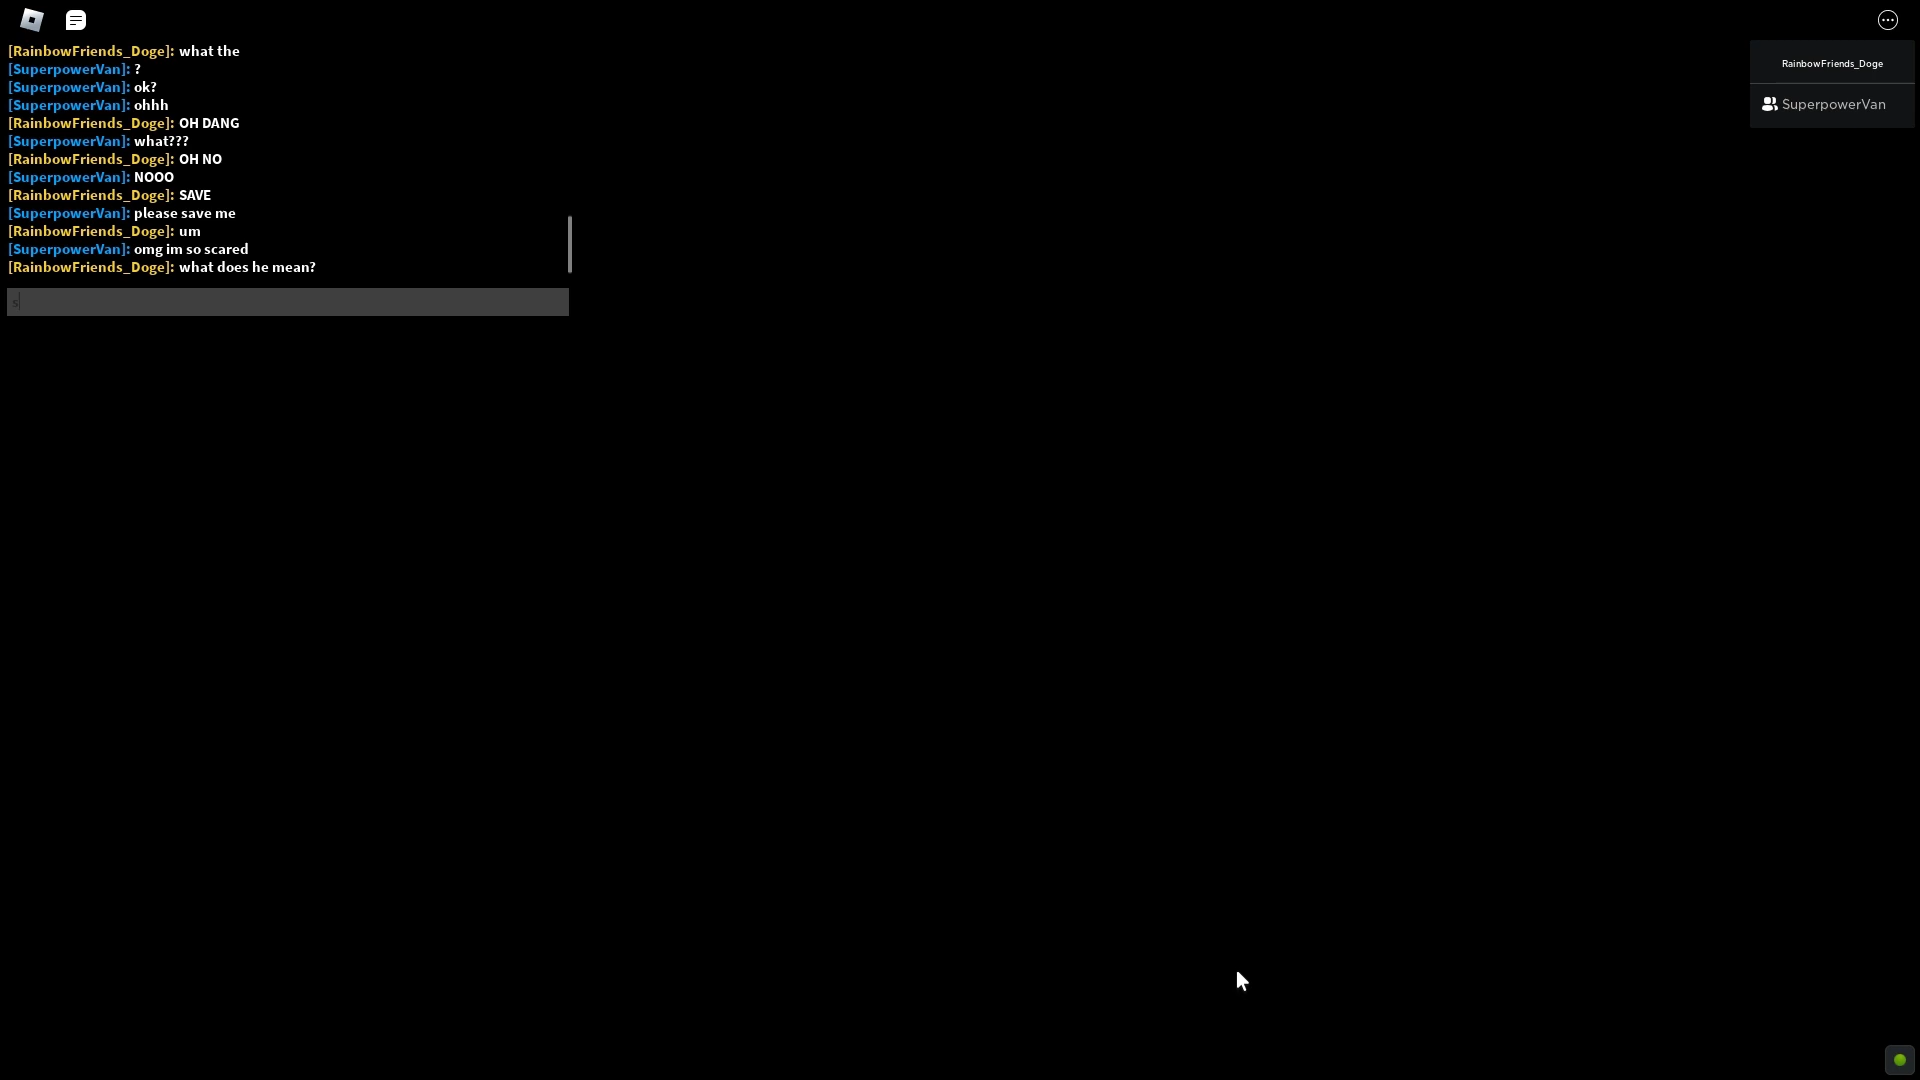 [RainbowFriends_Doge]: what the
[SuperpowerVan]: ?
[SuperpowerVan]: ok?
[SuperpowerVan]: ohhh
[RainbowFriends_Doge]: OH DANG
[SuperpowerVan]: what???
[RainbowFriends_Doge]: OH NO
[SuperpowerVan]: NOOO
[RainbowFriends_Doge]: SAVE
[SuperpowerVan]: please save me
[RainbowFriends_Doge]: um
[SuperpowerVan]: omg im so scared
[RainbowFriends_Doge]: what does he mean?
s
RainbowFriends_Doge
SuperpowerVan